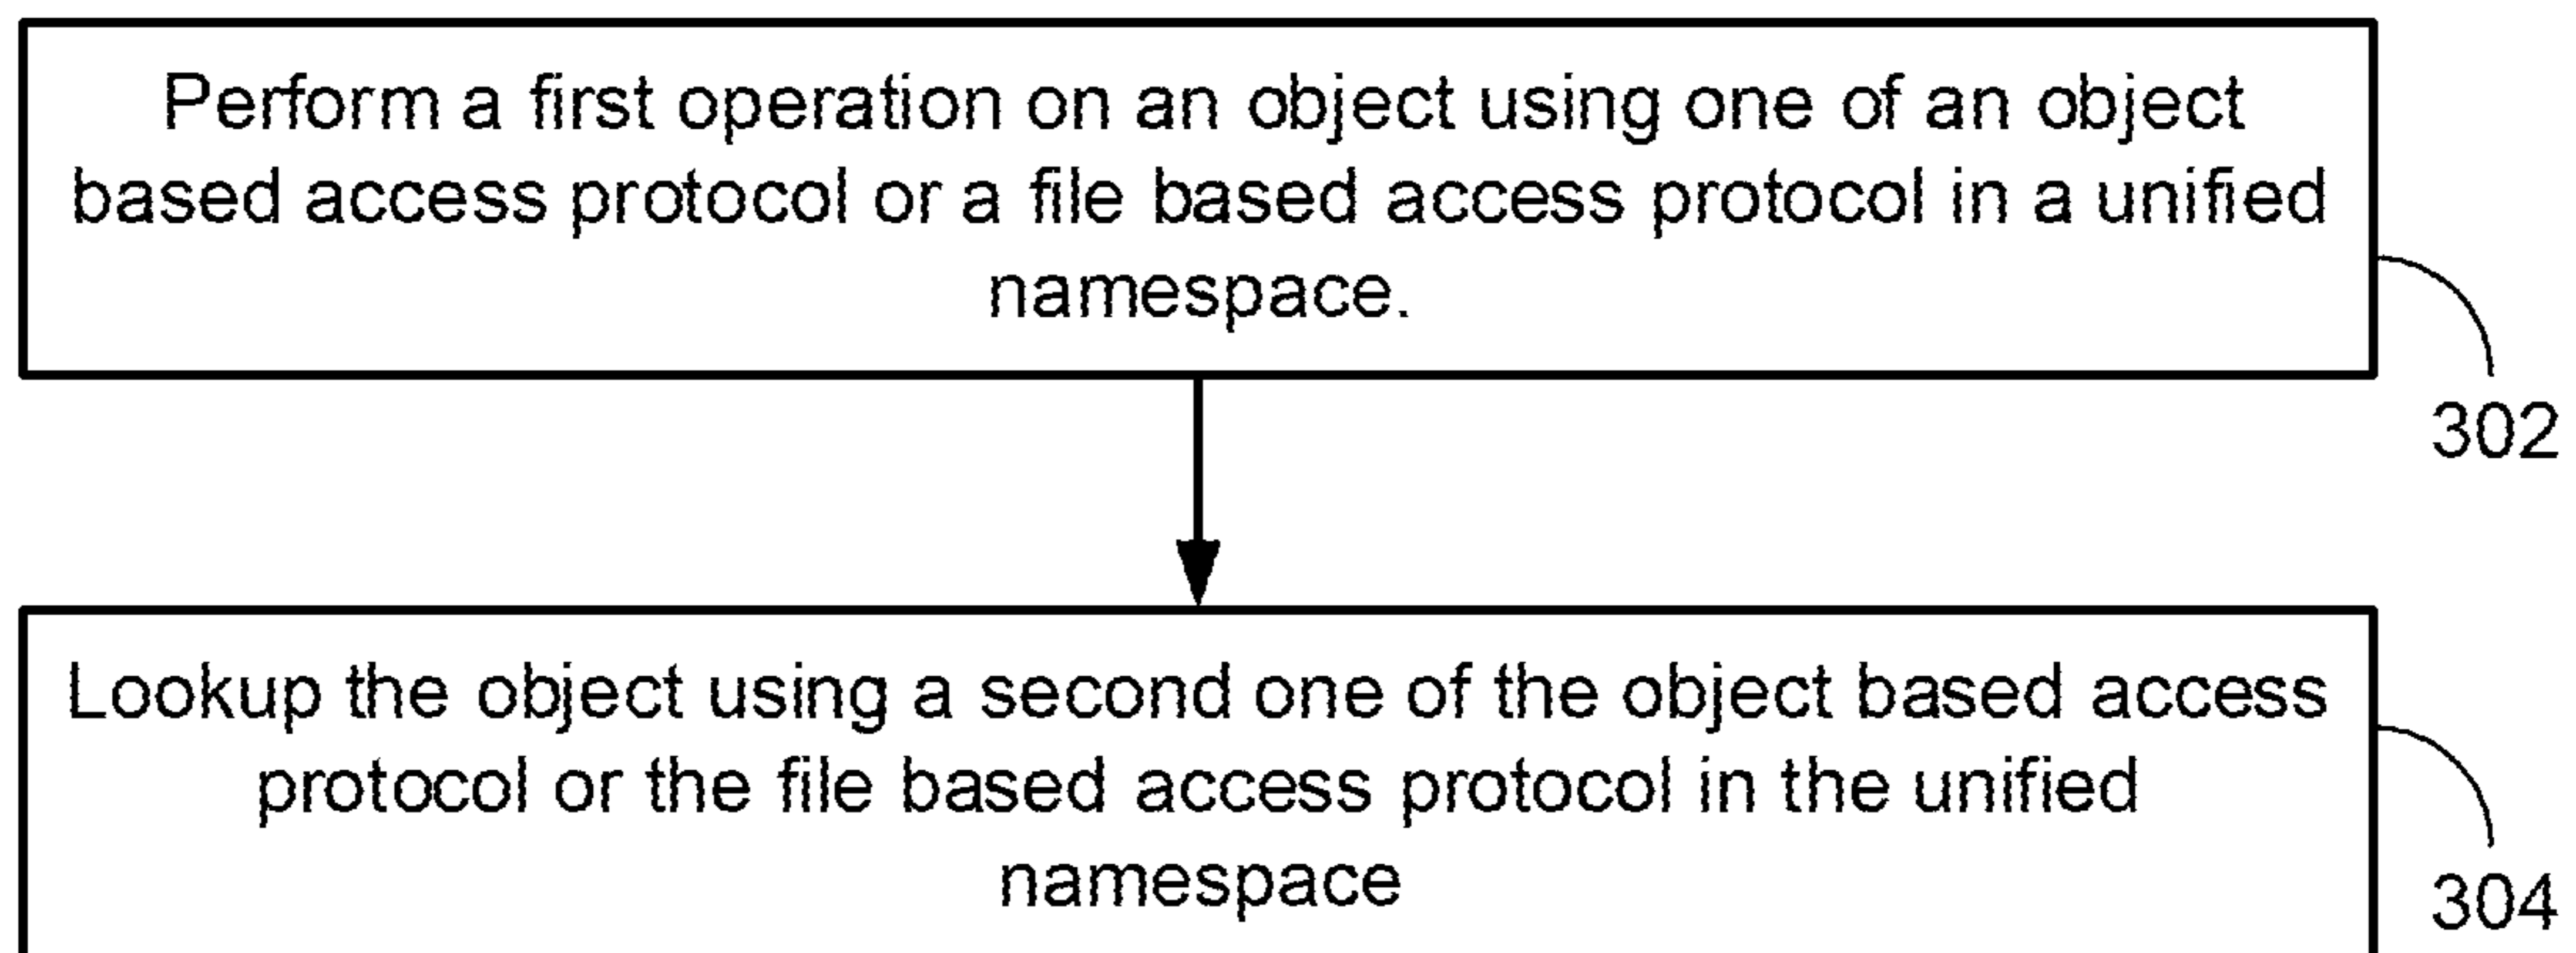 Perform a first operation on an object using one of an object
based access protocol or a file based access protocol in a unified
namespace.
302
Lookup the object using a second one of the object based access
protocol or the file based access protocol in the unified
namespace
304